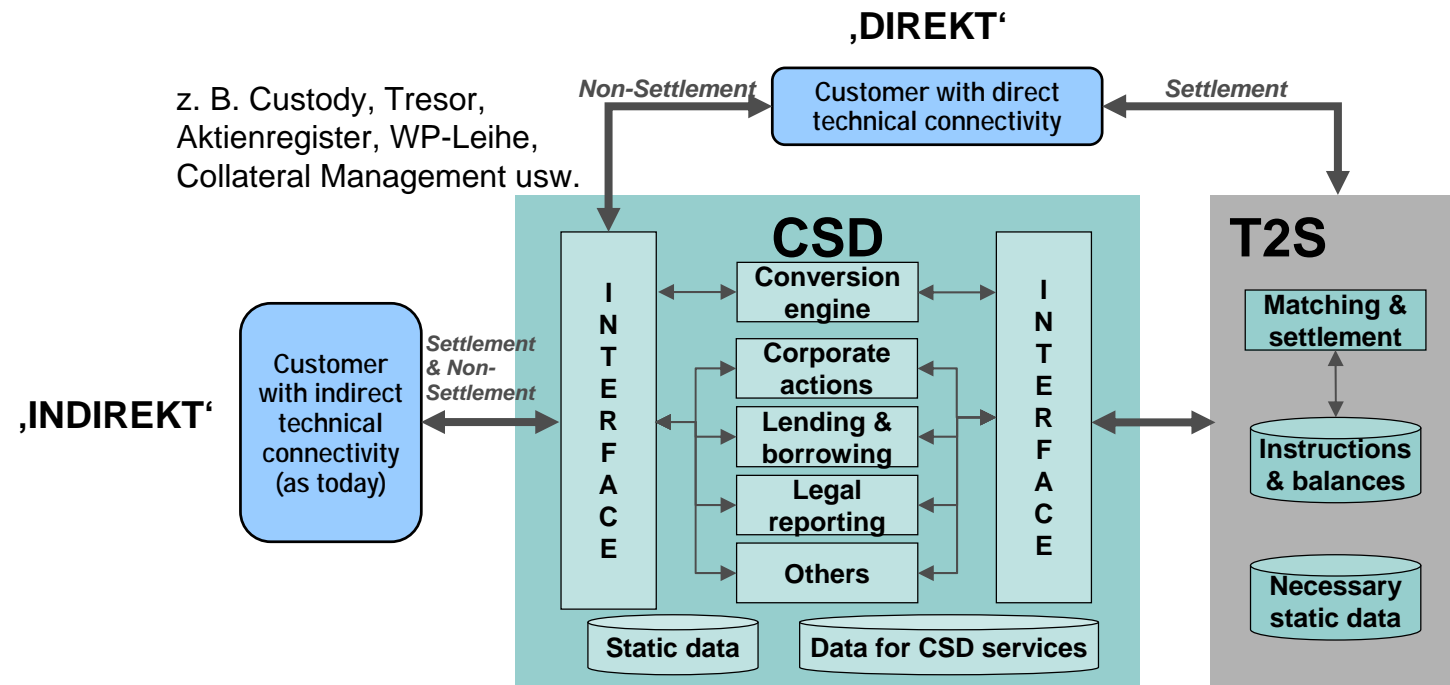 ‚DIREKT‘
z. B. Custody, Tresor,
Aktienregister, WP-Leihe,
Collateral Management usw.
Non-Settlement
Customer with direct
technical connectivity
Settlement
CSD
T2S
I
N
T
E
R
F
A
C
E
Conversion
engine
Corporate
actions
Lending &
borrowing
Legal
reporting
Others
I
N
T
E
R
F
A
C
E
Matching &
settlement
Instructions
& balances
Necessary
static data
‚INDIREKT‘
Customer
with indirect
technical
connectivity
(as today)
Settlement
& Non-
Settlement
Static data
Data for CSD services